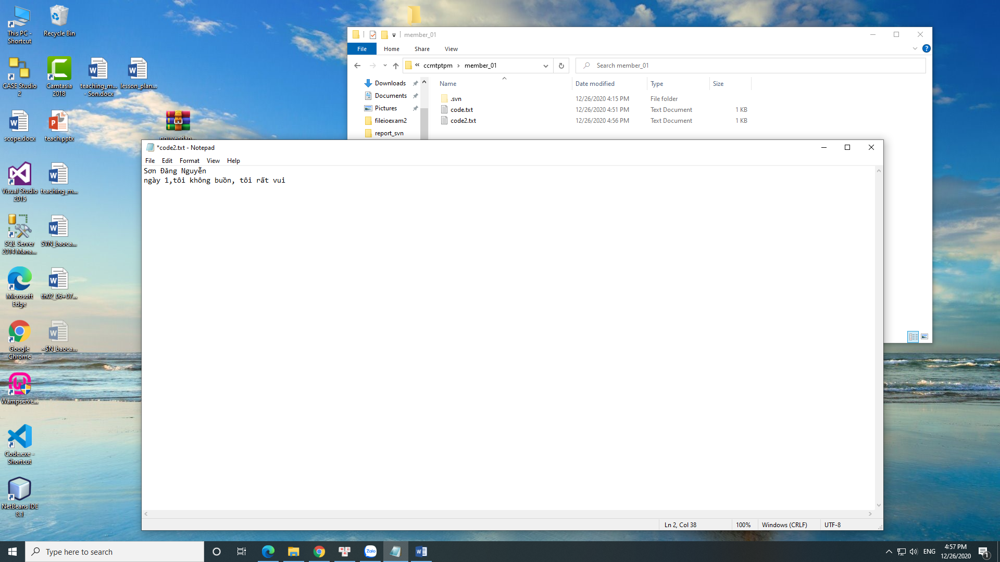 This PC - Shortcut
Recycle Bin
CASE Studio 2
Camtasia 2018
teaching_m... - Son.docx
lesson_plan...
scope.docx
teach.pptx
Visual Studio 2015
teaching_m...
SQL Server 2014 Mana...
SVN_baoca...
Microsoft Edge
th02_06+07...
Google Chrome
~SN_baoca...
Wampserve...
Code.exe - Shortcut
NetBeans IDE 8.1
member_01
File Home Share View
« ccmtptpm › member_01
Search member_01
Downloads
Documents
Pictures
fileioexam2
report_svn
Name Date modified Type Size
.svn 12/26/2020 4:15 PM File folder
code.txt 12/26/2020 4:51 PM Text Document 1 KB
code2.txt 12/26/2020 4:56 PM Text Document 1 KB
*code2.txt - Notepad
File Edit Format View Help
Sơn Đăng Nguyễn
ngày 1,tôi không buồn, tôi rất vui
Ln 2, Col 38 100% Windows (CRLF) UTF-8
Type here to search
Zalo
ENG
4:57 PM
12/26/2020
1